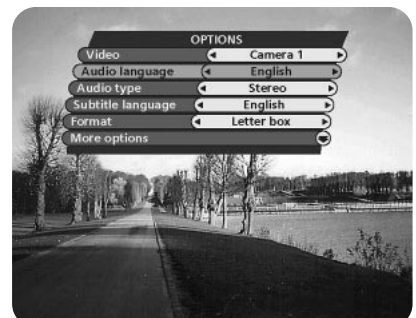 OPTIONS
Video Camera 1
Audio language English
Audio type Stereo
Subtitle language English
Format Letter box
More options